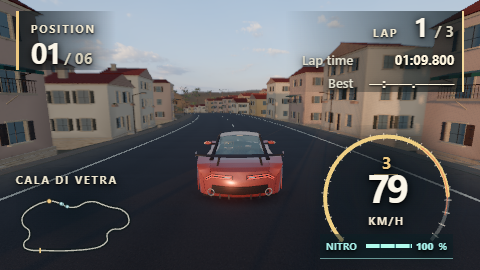 POSITION
01 / 06
LAP 1 / 3
Lap time 01:09.800
Best --:--.---
3
79
KM/H
NITRO 100 %
CALA DI VETRA